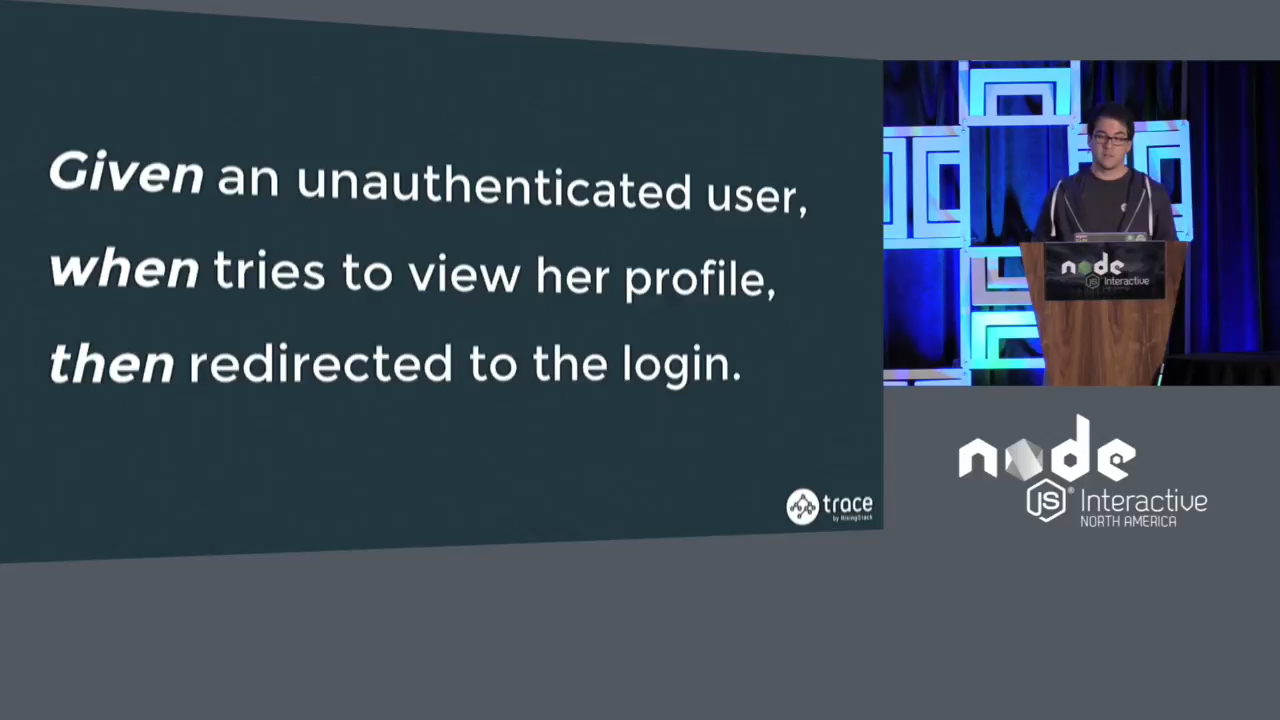 Given an unauthenticated user,
when tries to view her profile,
then redirected to the login.
trace
by RisingStack
node
JS Interactive
node
JS® Interactive
NORTH AMERICA